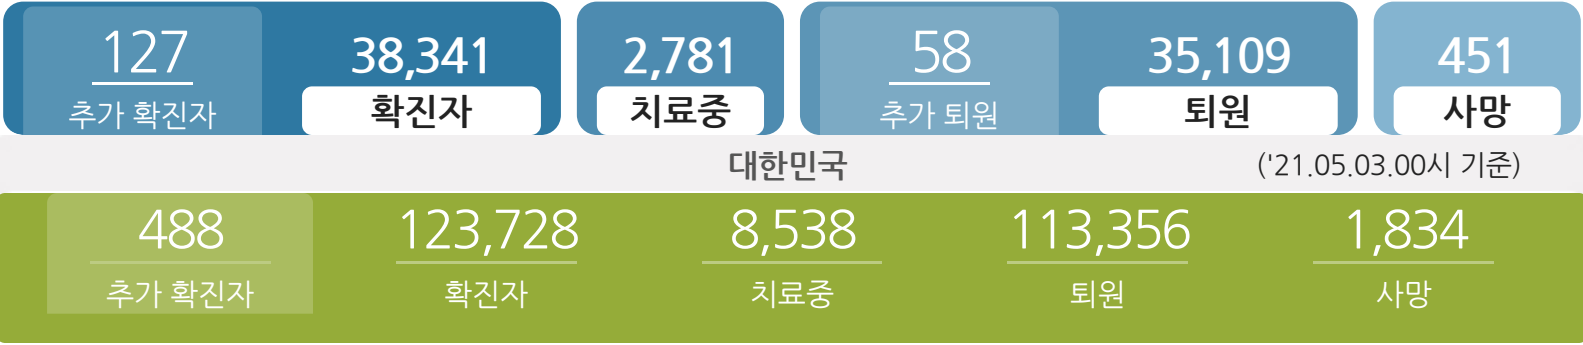 127 38,341 2,781 58 35,109 451
추가 확진자 확진자 치료중 추가 퇴원 퇴원 사망
대한민국 ('21.05.03.00시 기준)
488 123,728 8,538 113,356 1,834
추가 확진자 확진자 치료중 퇴원 사망